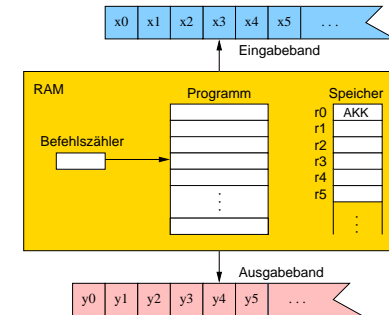 x0 x1 x2 x3 x4 x5 . . .
Eingabeband
RAM
Programm
Speicher
r0 AKK
r1
Befehlszähler
r2
r3
r4
r5
Ausgabeband
y0 y1 y2 y3 y4 y5 . . .